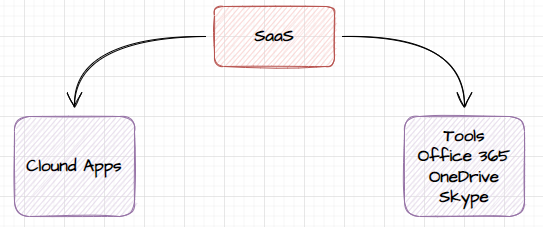 SaaS
Clound Apps
Tools
Office 365
OneDrive
Skype